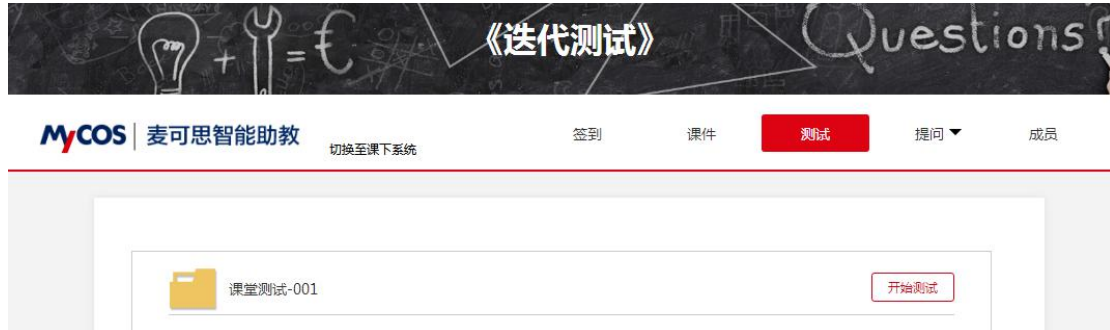 《迭代测试》
Questions?
+ = €
MyCOS 麦可思智能助教
切换至课下系统
签到
课件
测试
提问
成员
课堂测试-001
开始测试